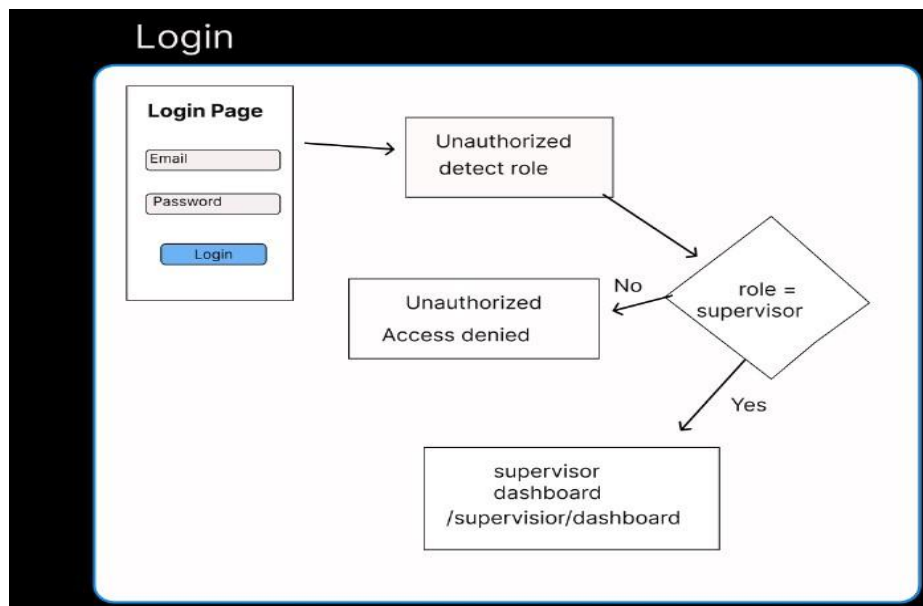 Login
Login Page
Email
Password
Login
Unauthorized
detect role
role =
supervisor
No
Unauthorized
Access denied
Yes
supervisor
dashboard
/supervisior/dashboard